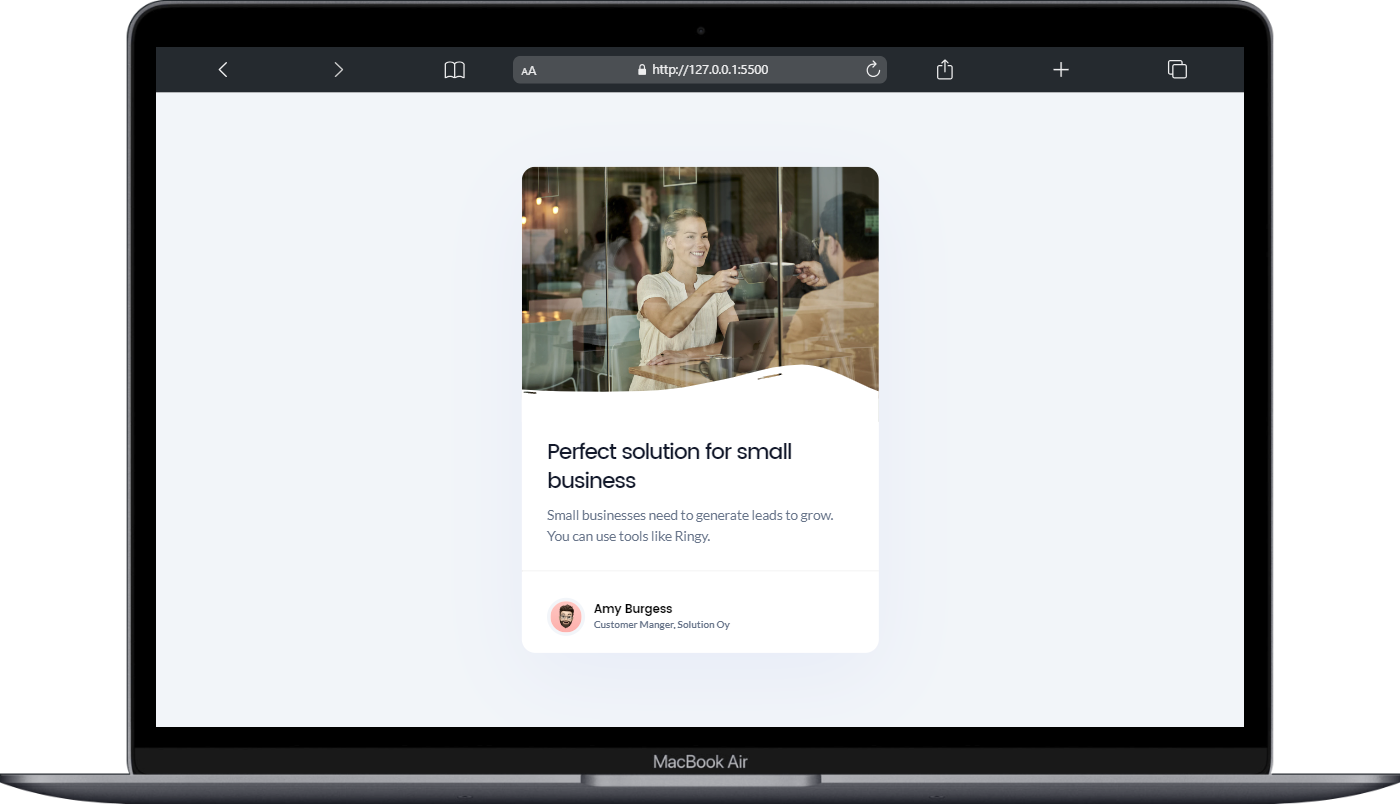 AA
http://127.0.0.1:5500
Perfect solution for small
business
Small businesses need to generate leads to grow.
You can use tools like Ringy.
Amy Burgess
Customer Manger, Solution Oy
MacBook Air